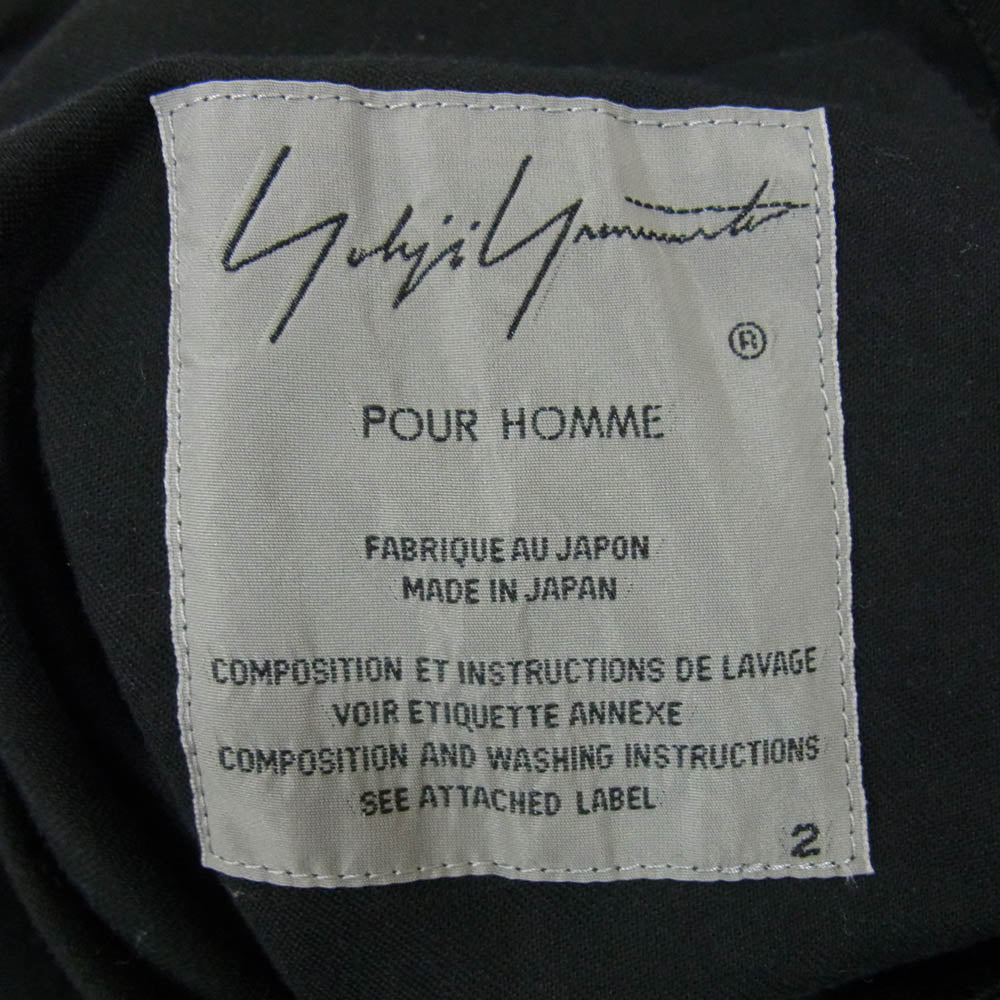 Yohji Yamamoto
®
POUR HOMME
FABRIQUE AU JAPON
MADE IN JAPAN
COMPOSITION ET INSTRUCTIONS DE LAVAGE
VOIR ETIQUETTE ANNEXE
COMPOSITION AND WASHING INSTRUCTIONS
SEE ATTACHED LABEL
2